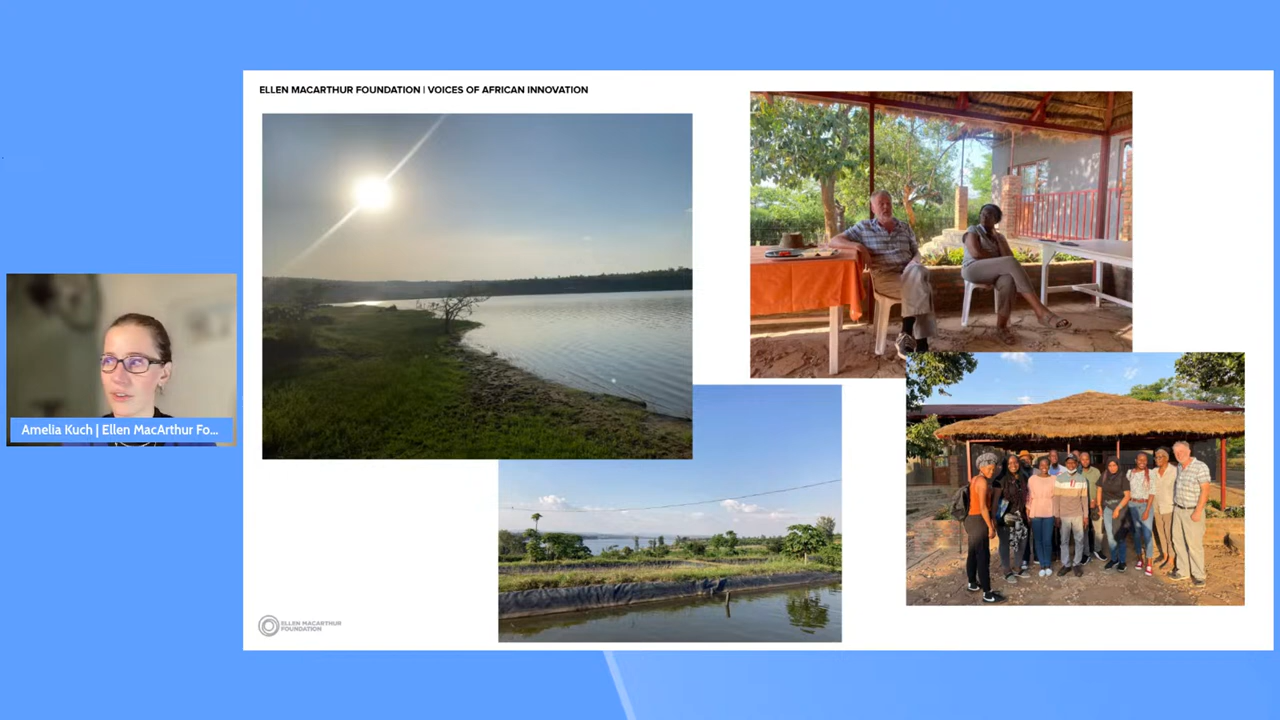 ELLEN MACARTHUR FOUNDATION | VOICES OF AFRICAN INNOVATION
Amelia Kuch | Ellen MacArthur Fo...
ELLEN MACARTHUR
FOUNDATION